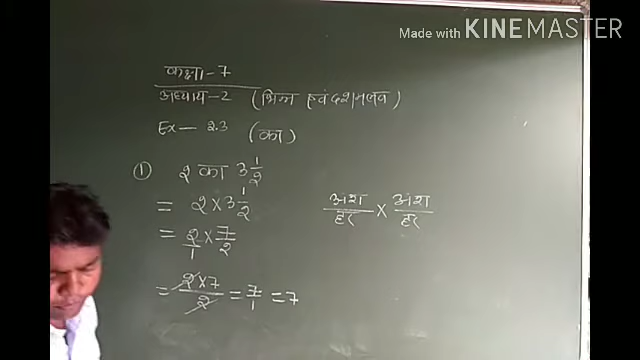 Made with KINEMASTER
कक्षा-7
अध्याय-2 (भिन्न एवं दशमलव)
Ex- 2.3 (का)
① 2 का 3 1/2
= 2 × 3 1/2
= 2/1 × 7/2
= 2×7/2 = 7/1 = 7
अंश/हर × अंश/हर